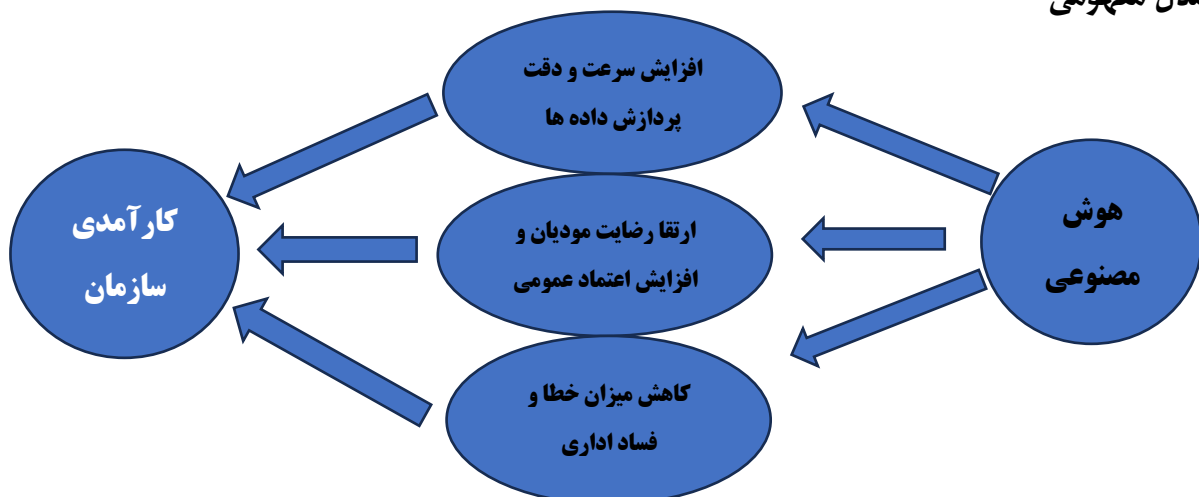 افزایش سرعت و دقت
پردازش داده ها
هوش
مصنوعی
ارتقا رضایت مودیان و
افزایش اعتماد عمومی
کارآمدی
سازمان
کاهش میزان خطا و
فساد اداری